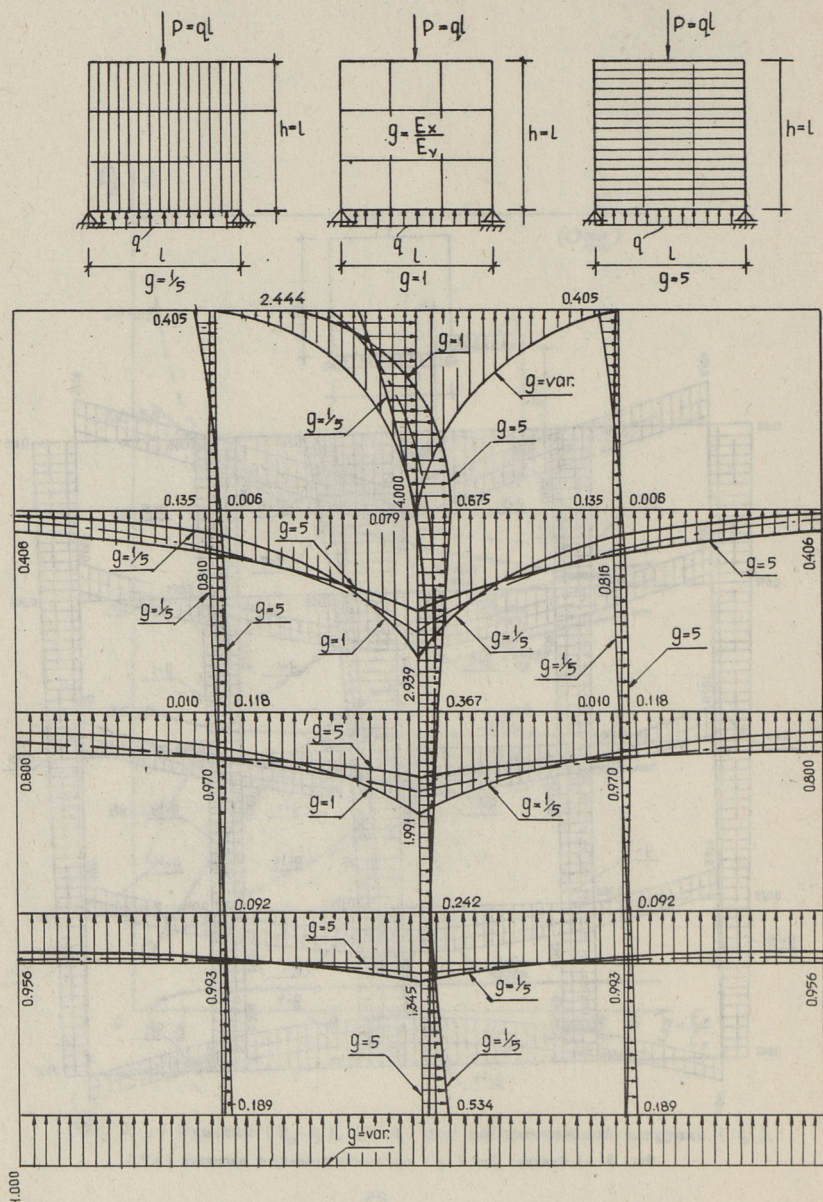 P=ql P=ql P=ql
h=l h=l h=l
g=Ex/Ey
q q q
l l l
g=1/5 g=1 g=5
2.444 0.405
0.405
g=1
g=var.
g=1/5
g=5
4.000
0.135 0.006 0.079 0.675 0.135 0.006
g=5
0.406 g=1/5 0.810 0.816 g=5 0.406
g=1/5 g=5 g=1 g=1/5 g=1/5 g=5
2.939
0.010 0.118 0.367 0.010 0.118
g=5
0.800 0.970 g=1 1.991 g=1/5 0.970 0.800
0.092 0.242 0.092
g=5
0.956 0.993 1.345 g=1/5 0.993 0.956
g=5 g=1/5
0.189 0.534 0.189
g=var.
1.000